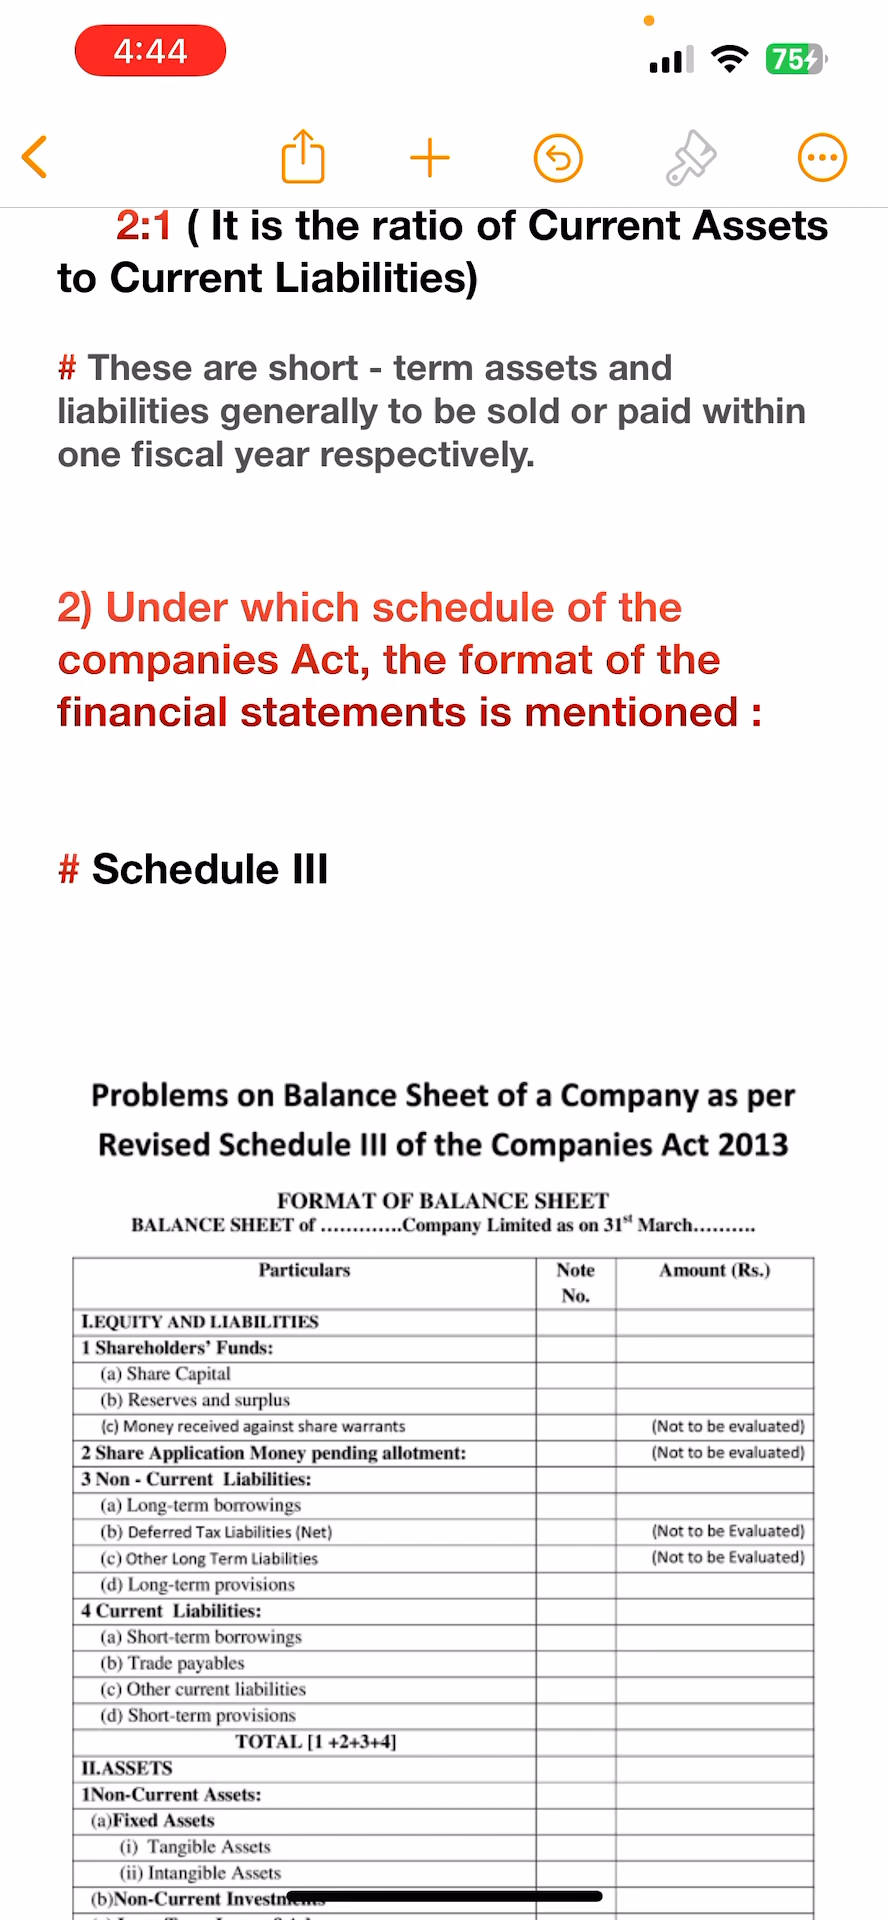 4:44
75
2:1 ( It is the ratio of Current Assets
to Current Liabilities)
# These are short - term assets and
liabilities generally to be sold or paid within
one fiscal year respectively.
2) Under which schedule of the
companies Act, the format of the
financial statements is mentioned :
# Schedule III
Problems on Balance Sheet of a Company as per
Revised Schedule III of the Companies Act 2013
FORMAT OF BALANCE SHEET
BALANCE SHEET of .............Company Limited as on 31st March..........
Particulars Note No. Amount (Rs.)
I.EQUITY AND LIABILITIES
1 Shareholders’ Funds:
(a) Share Capital
(b) Reserves and surplus
(c) Money received against share warrants (Not to be evaluated)
2 Share Application Money pending allotment: (Not to be evaluated)
3 Non - Current Liabilities:
(a) Long-term borrowings
(b) Deferred Tax Liabilities (Net) (Not to be Evaluated)
(c) Other Long Term Liabilities (Not to be Evaluated)
(d) Long-term provisions
4 Current Liabilities:
(a) Short-term borrowings
(b) Trade payables
(c) Other current liabilities
(d) Short-term provisions
TOTAL [1 +2+3+4]
II.ASSETS
1Non-Current Assets:
(a)Fixed Assets
(i) Tangible Assets
(ii) Intangible Assets
(b)Non-Current